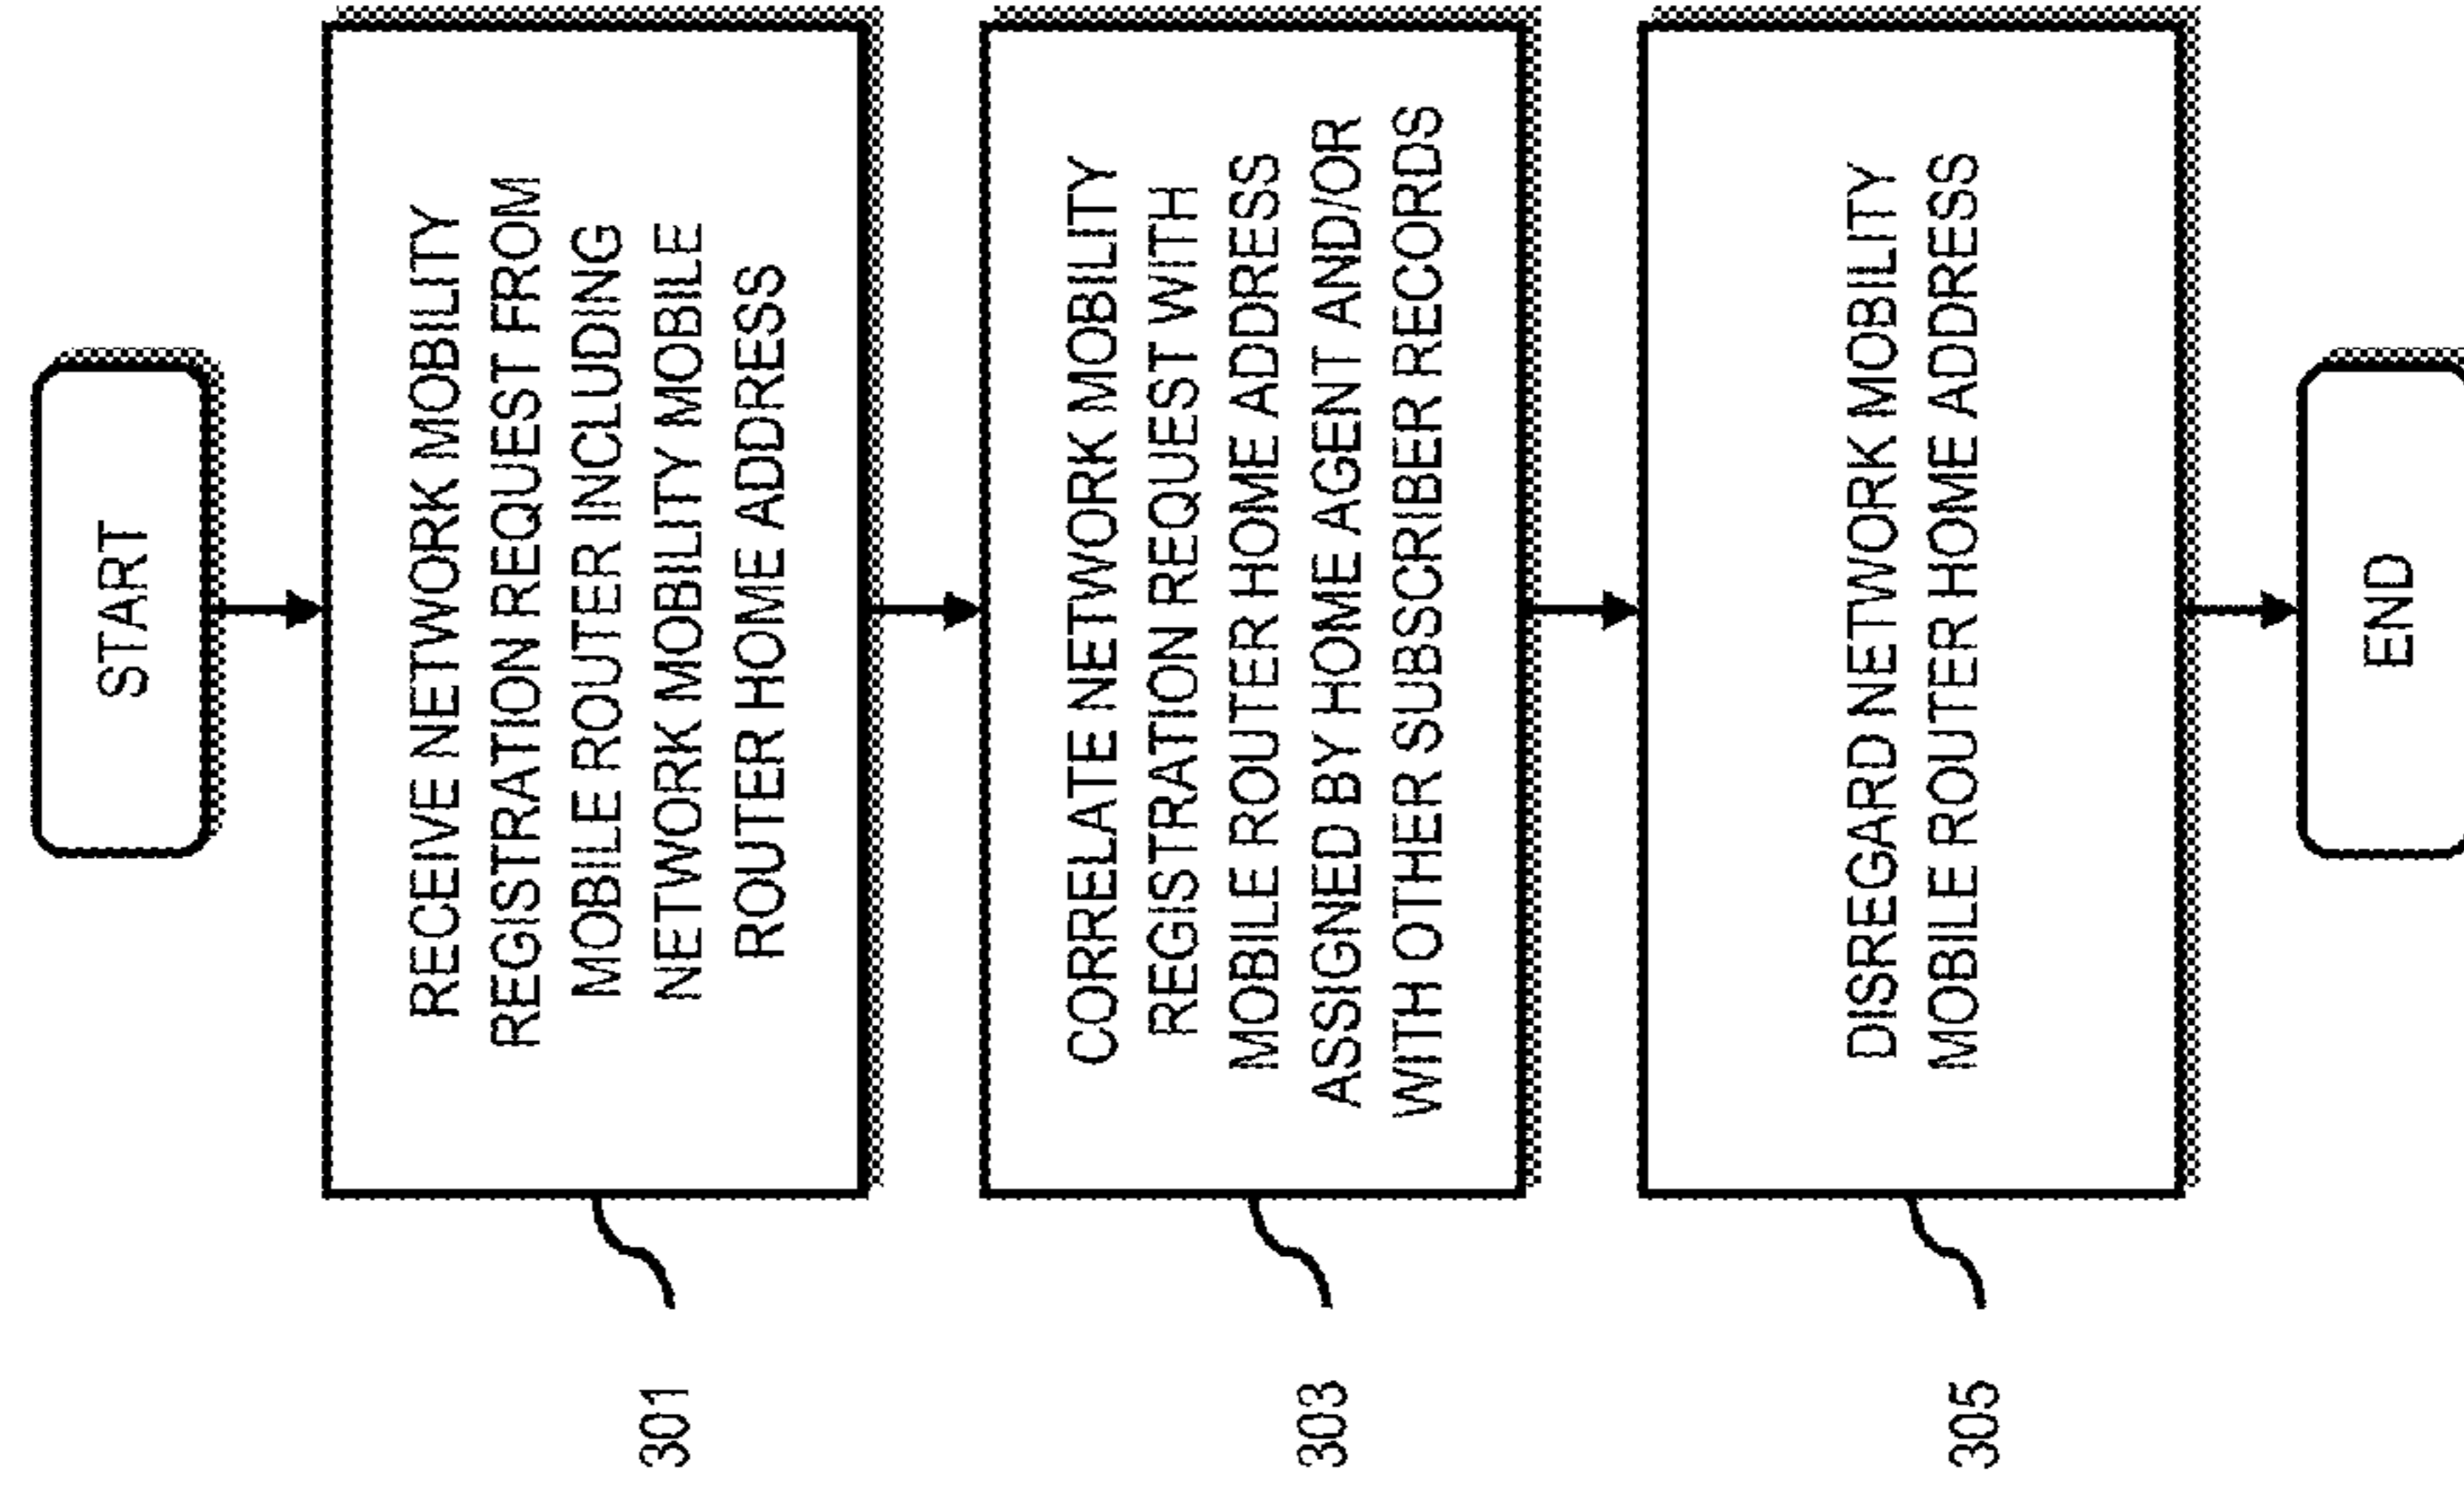 START
RECEIVE NETWORK MOBILITY
REGISTRATION REQUEST FROM
MOBILE ROUTER INCLUDING
NETWORK MOBILITY MOBILE
ROUTER HOME ADDRESS
301
CORRELATE NETWORK MOBILITY
REGISTRATION REQUEST WITH
MOBILE ROUTER HOME ADDRESS
ASSIGNED BY HOME AGENT AND/OR
WITH OTHER SUBSCRIBER RECORDS
303
DISREGARD NETWORK MOBILITY
MOBILE ROUTER HOME ADDRESS
305
END